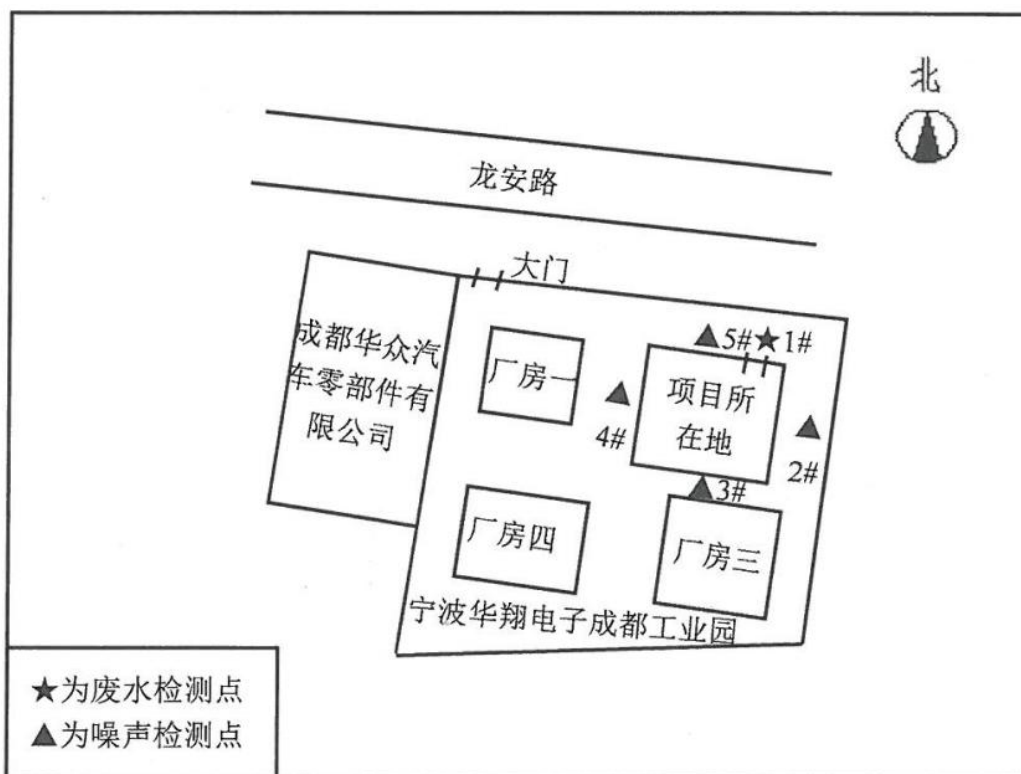 北
龙安路
大门
成都华众汽
车零部件有
限公司
厂房一
5#★1#
项目所
在地
4#
2#
3#
厂房四
厂房三
宁波华翔电子成都工业园
★为废水检测点
▲为噪声检测点